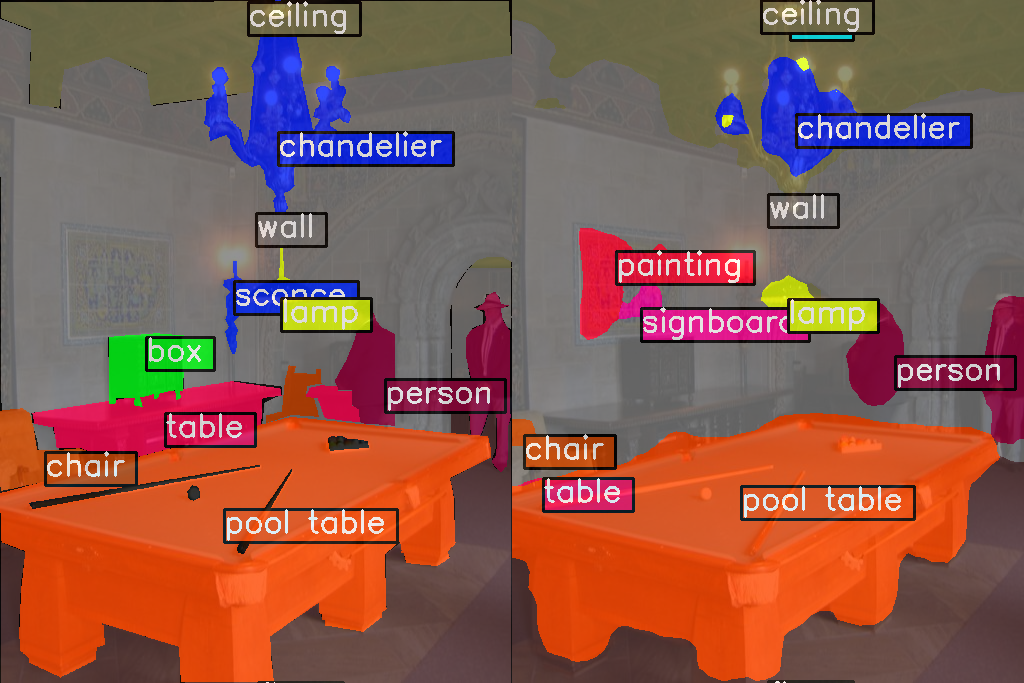 ceiling
chandelier
wall
sconce
lamp
box
person
table
chair
pool table
ceiling
chandelier
wall
painting
signboard
lamp
person
chair
table
pool table